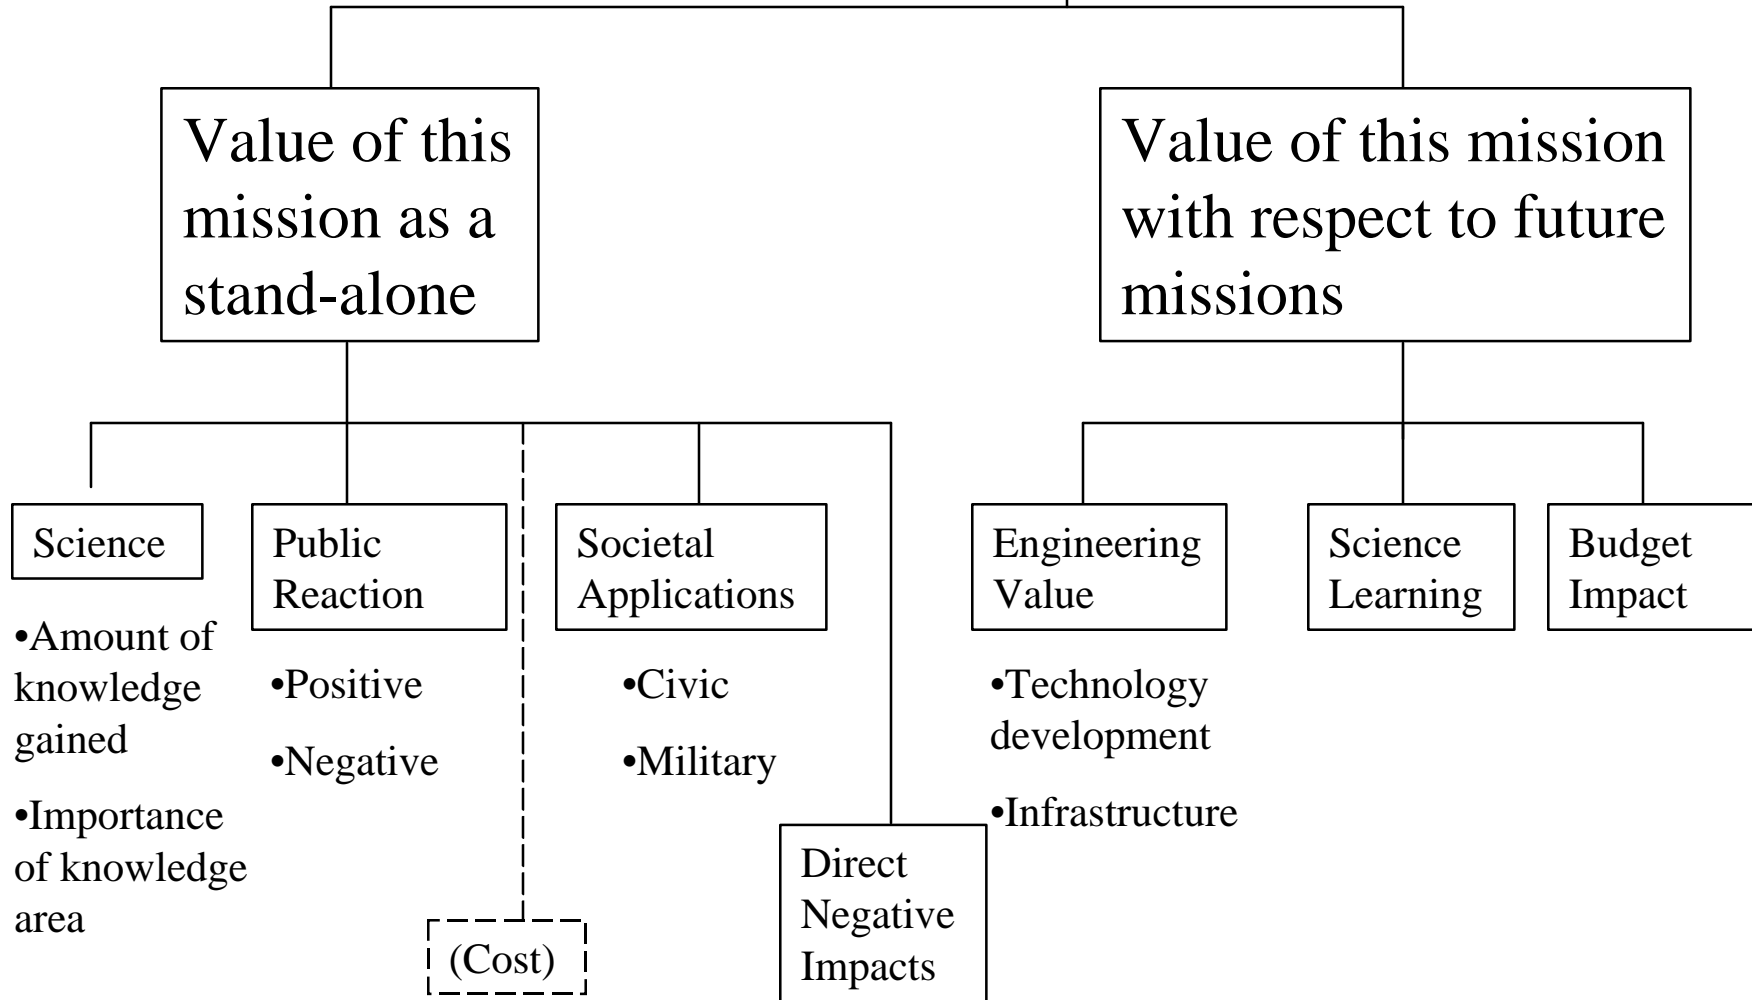 Value of this
mission as a
stand-alone
Value of this mission
with respect to future
missions
Science
•Amount of
knowledge
gained
•Importance
of knowledge
area
Public
Reaction
•Positive
•Negative
(Cost)
Societal
Applications
•Civic
•Military
Direct
Negative
Impacts
Engineering
Value
•Technology
development
•Infrastructure
Science
Learning
Budget
Impact